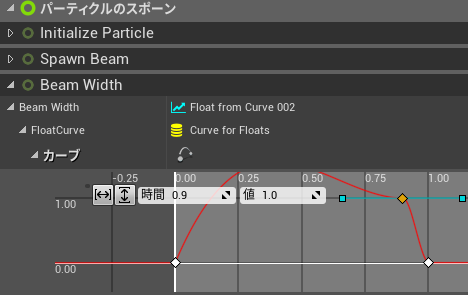 パーティクルのスポーン
Initialize Particle
Spawn Beam
Beam Width
Beam Width Float from Curve 002
FloatCurve Curve for Floats
カーブ
-0.25 0.00 0.25 0.50 0.75 1.00
1.00 時間 0.9 値 1.0
0.00